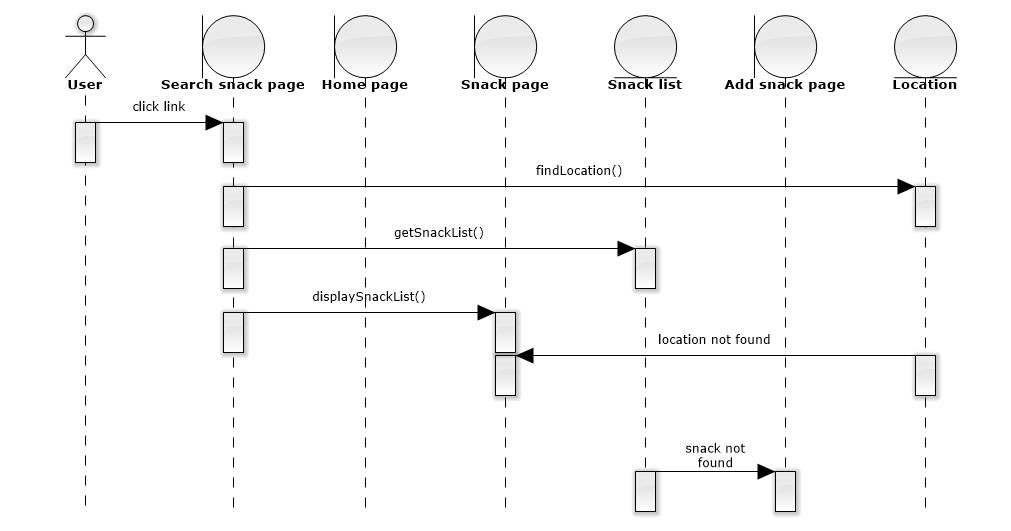 User
Search snack page
Home page
Snack page
Snack list
Add snack page
Location
click link
findLocation()
getSnackList()
displaySnackList()
location not found
snack not
found